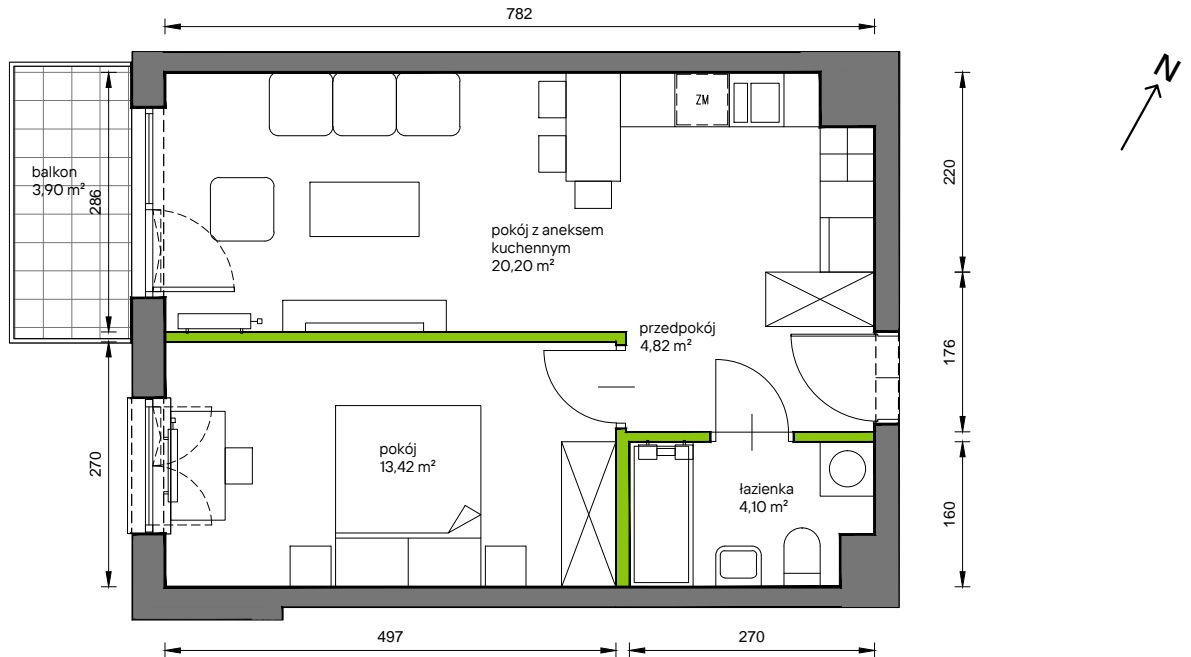 782
N
balkon
3,90 m²
286
ZM
220
pokój z aneksem
kuchennym
20,20 m²
przedpokój
4,82 m²
176
270
pokój
13,42 m²
łazienka
4,10 m²
160
497
270